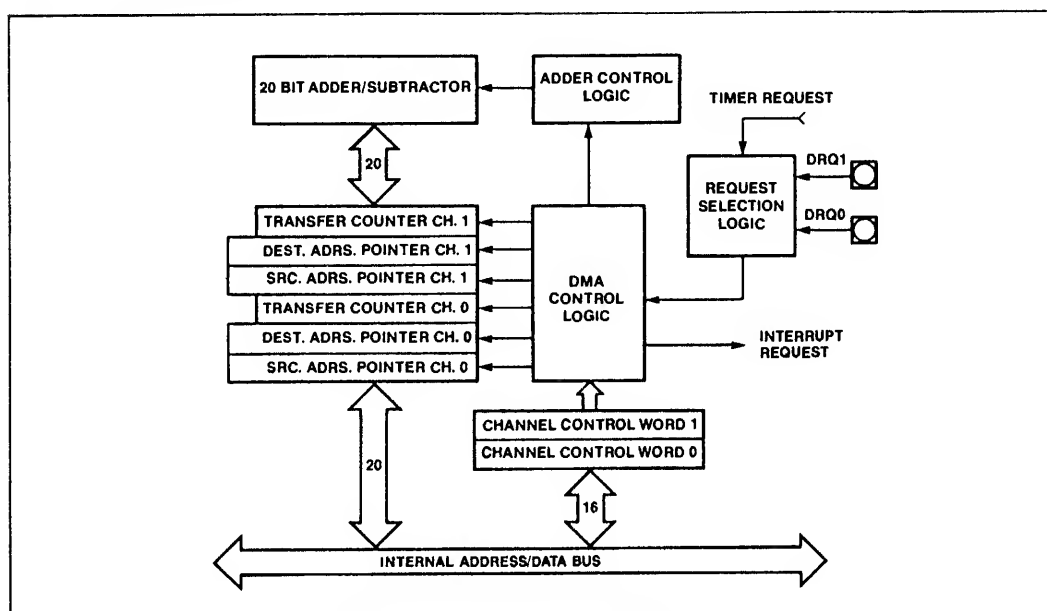 20 BIT ADDER/SUBTRACTOR
ADDER CONTROL
LOGIC
TIMER REQUEST
20
REQUEST
SELECTION
LOGIC
DRQ1
DRQ0
TRANSFER COUNTER CH. 1
DEST. ADRS. POINTER CH. 1
SRC. ADRS. POINTER CH. 1
TRANSFER COUNTER CH. 0
DEST. ADRS. POINTER CH. 0
SRC. ADRS. POINTER CH. 0
DMA
CONTROL
LOGIC
INTERRUPT
REQUEST
CHANNEL CONTROL WORD 1
CHANNEL CONTROL WORD 0
20
16
INTERNAL ADDRESS/DATA BUS